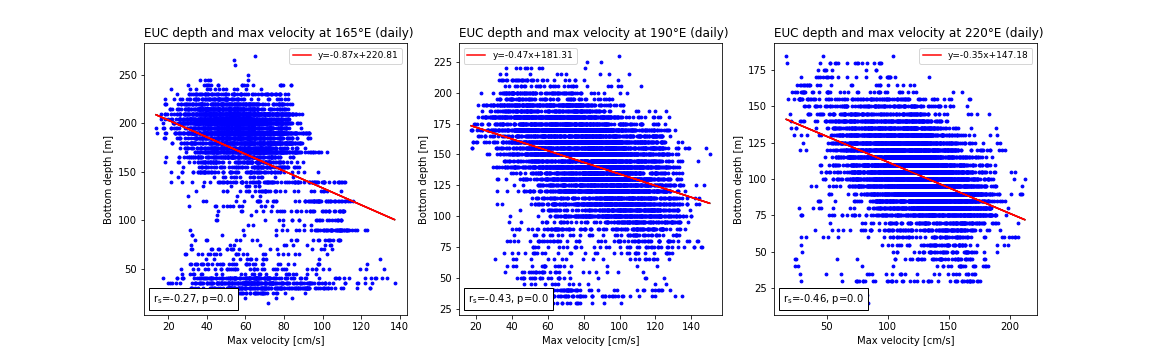 EUC depth and max velocity at 165°E (daily)
y=-0.87x+220.81
250
200
150
100
50
Bottom depth [m]
rs=-0.27, p=0.0
20 40 60 80 100 120 140
Max velocity [cm/s]
EUC depth and max velocity at 190°E (daily)
y=-0.47x+181.31
225
200
175
150
125
100
75
50
25
Bottom depth [m]
rs=-0.43, p=0.0
20 40 60 80 100 120 140
Max velocity [cm/s]
EUC depth and max velocity at 220°E (daily)
y=-0.35x+147.18
175
150
125
100
75
50
25
Bottom depth [m]
rs=-0.46, p=0.0
50 100 150 200
Max velocity [cm/s]